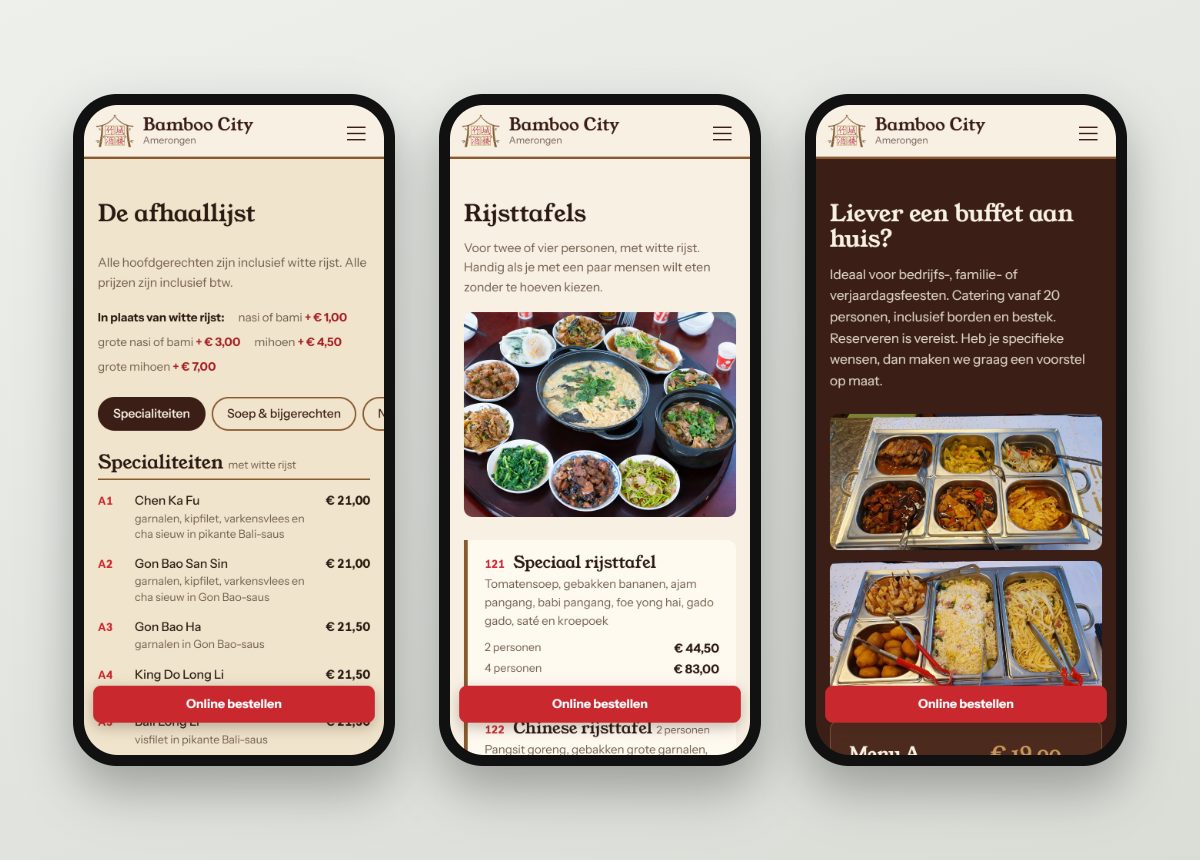 Bamboo City
Amerongen
De afhaallijst
Alle hoofdgerechten zijn inclusief witte rijst. Alle
prijzen zijn inclusief btw.
In plaats van witte rijst: nasi of bami + € 1,00
grote nasi of bami + € 3,00 mihoen + € 4,50
grote mihoen + € 7,00
Specialiteiten
Soep & bijgerechten
Specialiteiten met witte rijst
A1 Chen Ka Fu € 21,00
garnalen, kipfilet, varkensvlees en
cha sieuw in pikante Bali-saus
A2 Gon Bao San Sin € 21,00
garnalen, kipfilet, varkensvlees en
cha sieuw in Gon Bao-saus
A3 Gon Bao Ha € 21,50
garnalen in Gon Bao-saus
A4 King Do Long Li € 21,50
Online bestellen
visfilet in pikante Bali-saus
Bamboo City
Amerongen
Rijsttafels
Voor twee of vier personen, met witte rijst.
Handig als je met een paar mensen wilt eten
zonder te hoeven kiezen.
121 Speciaal rijsttafel
Tomatensoep, gebakken bananen, ajam
pangang, babi pangang, foe yong hai, gado
gado, saté en kroepoek
2 personen € 44,50
4 personen € 83,00
Online bestellen
122 Chinese rijsttafel 2 personen
Pangsit goreng, gebakken grote garnalen,
Bamboo City
Amerongen
Liever een buffet aan
huis?
Ideaal voor bedrijfs-, familie- of
verjaardagsfeesten. Catering vanaf 20
personen, inclusief borden en bestek.
Reserveren is vereist. Heb je specifieke
wensen, dan maken we graag een voorstel
op maat.
Online bestellen
Menu A € 19,00